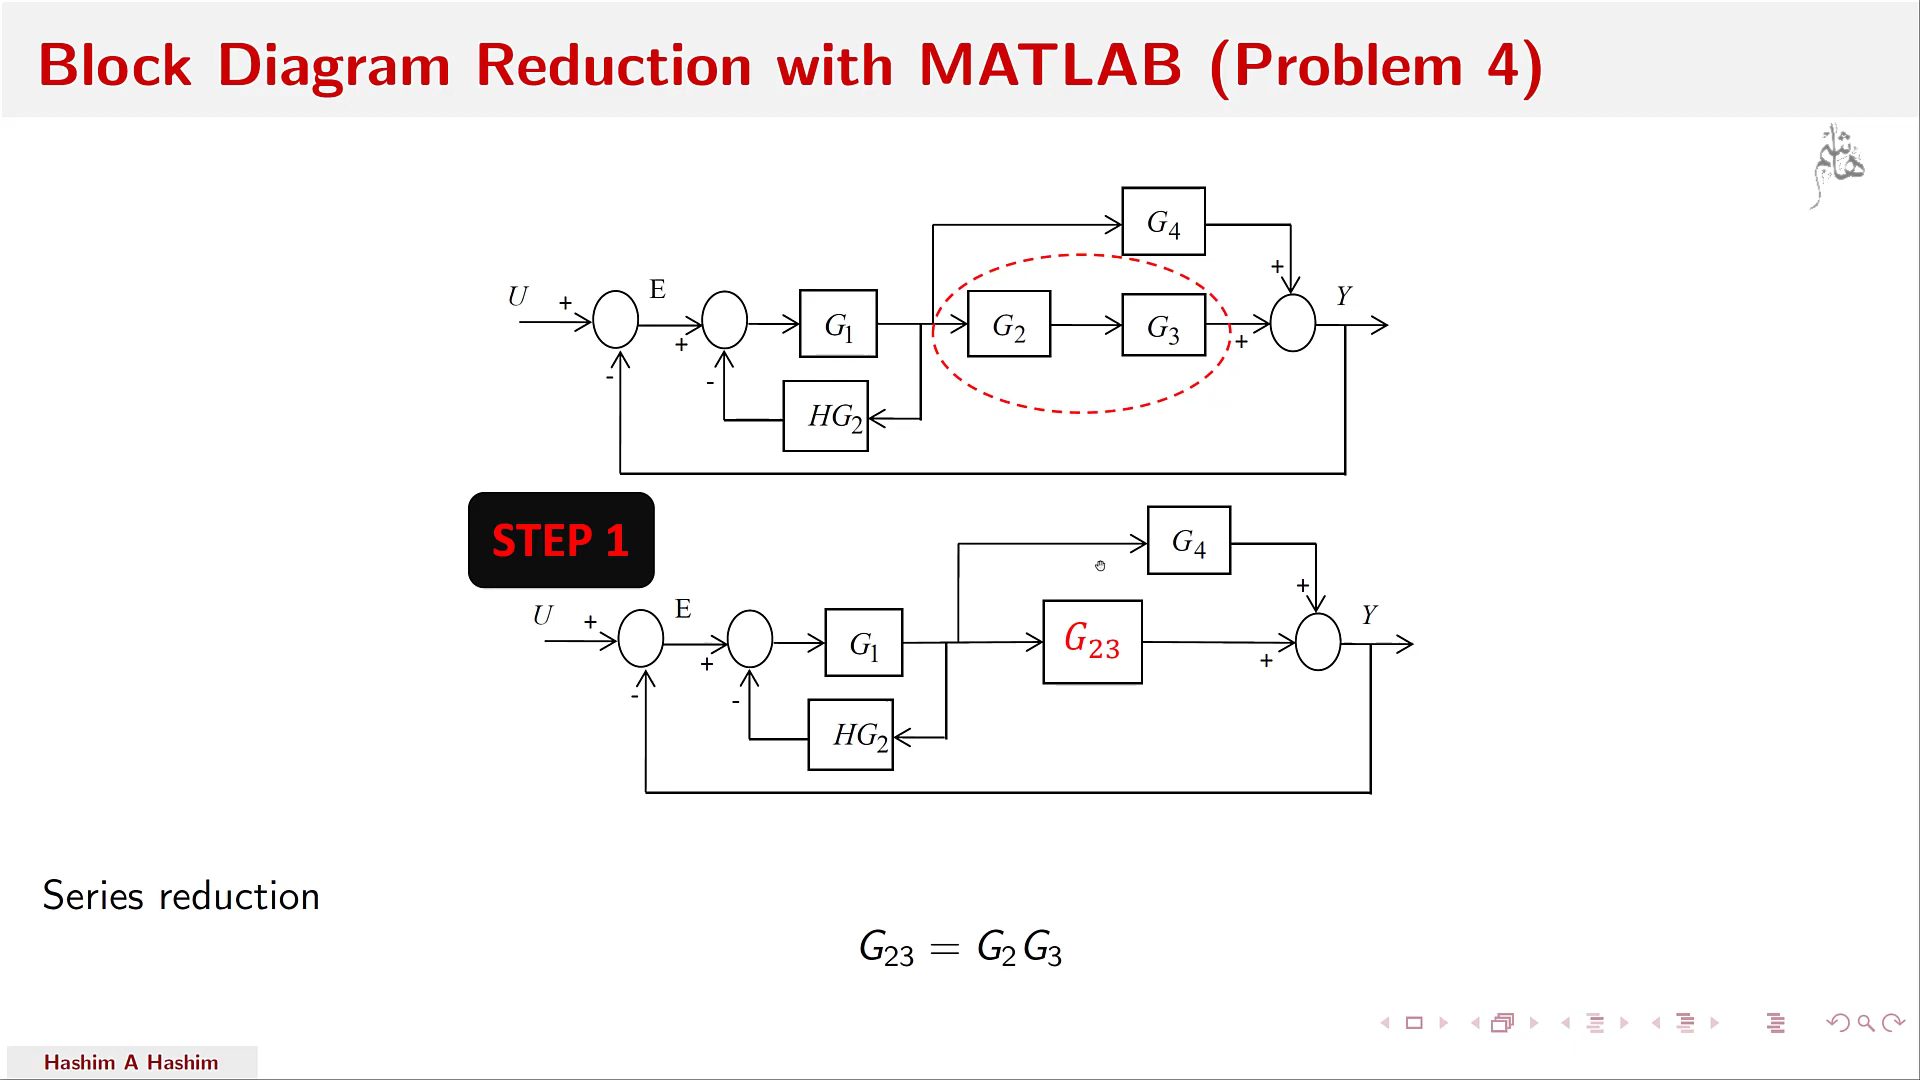 Block Diagram Reduction with MATLAB (Problem 4)
هاشم
G4
U + E + G1 G2 G3 + + Y
- - HG2
STEP 1
G4
U + E + G1 G23 + + Y
- - HG2
Series reduction
G23 = G2G3
Hashim A Hashim